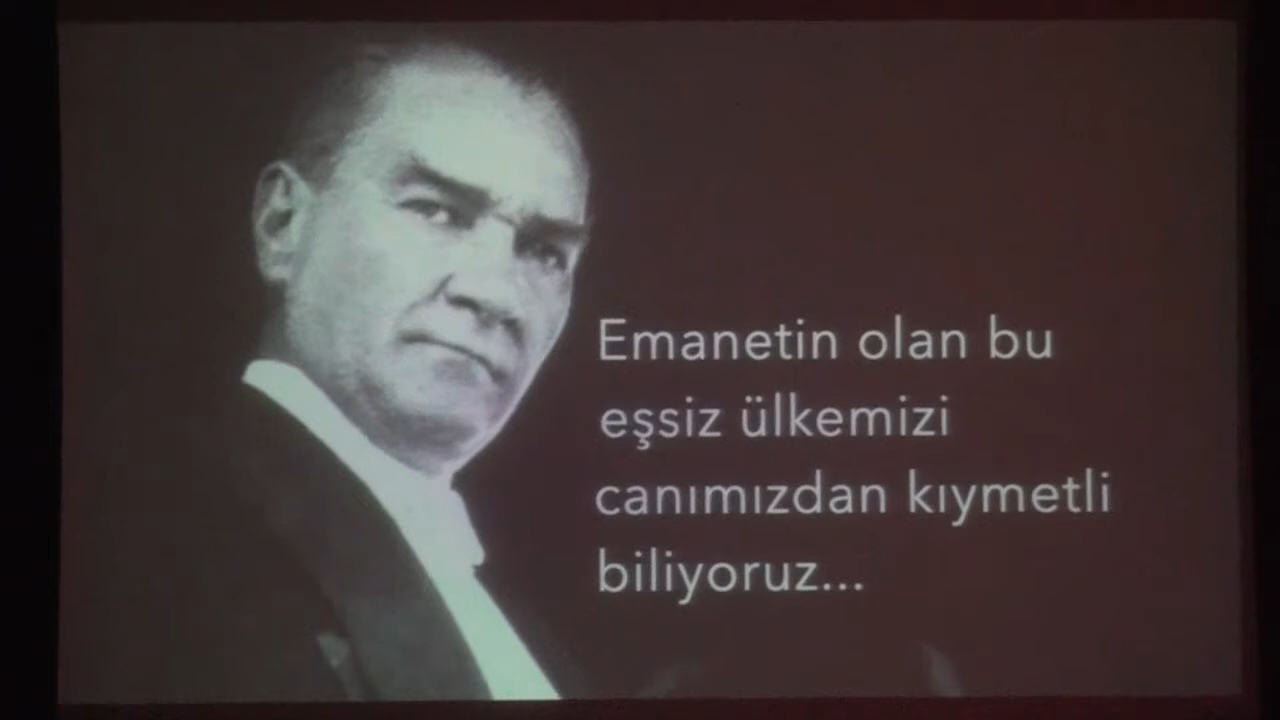 Emanetin olan bu
eşsiz ülkemizi
canımızdan kıymetli
biliyoruz...